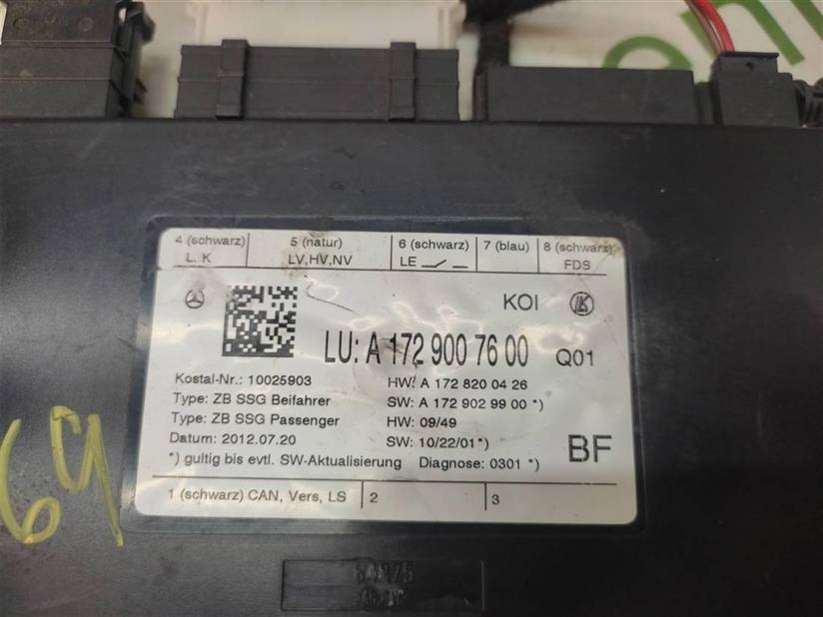 4 (schwarz) 5 (natur) 6 (schwarz) 7 (blau) 8 (schwarz)
L. K LV,HV,NV LE FDS
KOI
LU: A 172 900 76 00 Q01
Kostal-Nr.: 10025903 HW: A 172 820 04 26
Type: ZB SSG Beifahrer SW: A 172 902 99 00 *)
Type: ZB SSG Passenger HW: 09/49
Datum: 2012.07.20 SW: 10/22/01*)
*) gultig bis evtl. SW-Aktualisierung Diagnose: 0301 *)
BF
1 (schwarz) CAN, Vers, LS 2 3
69